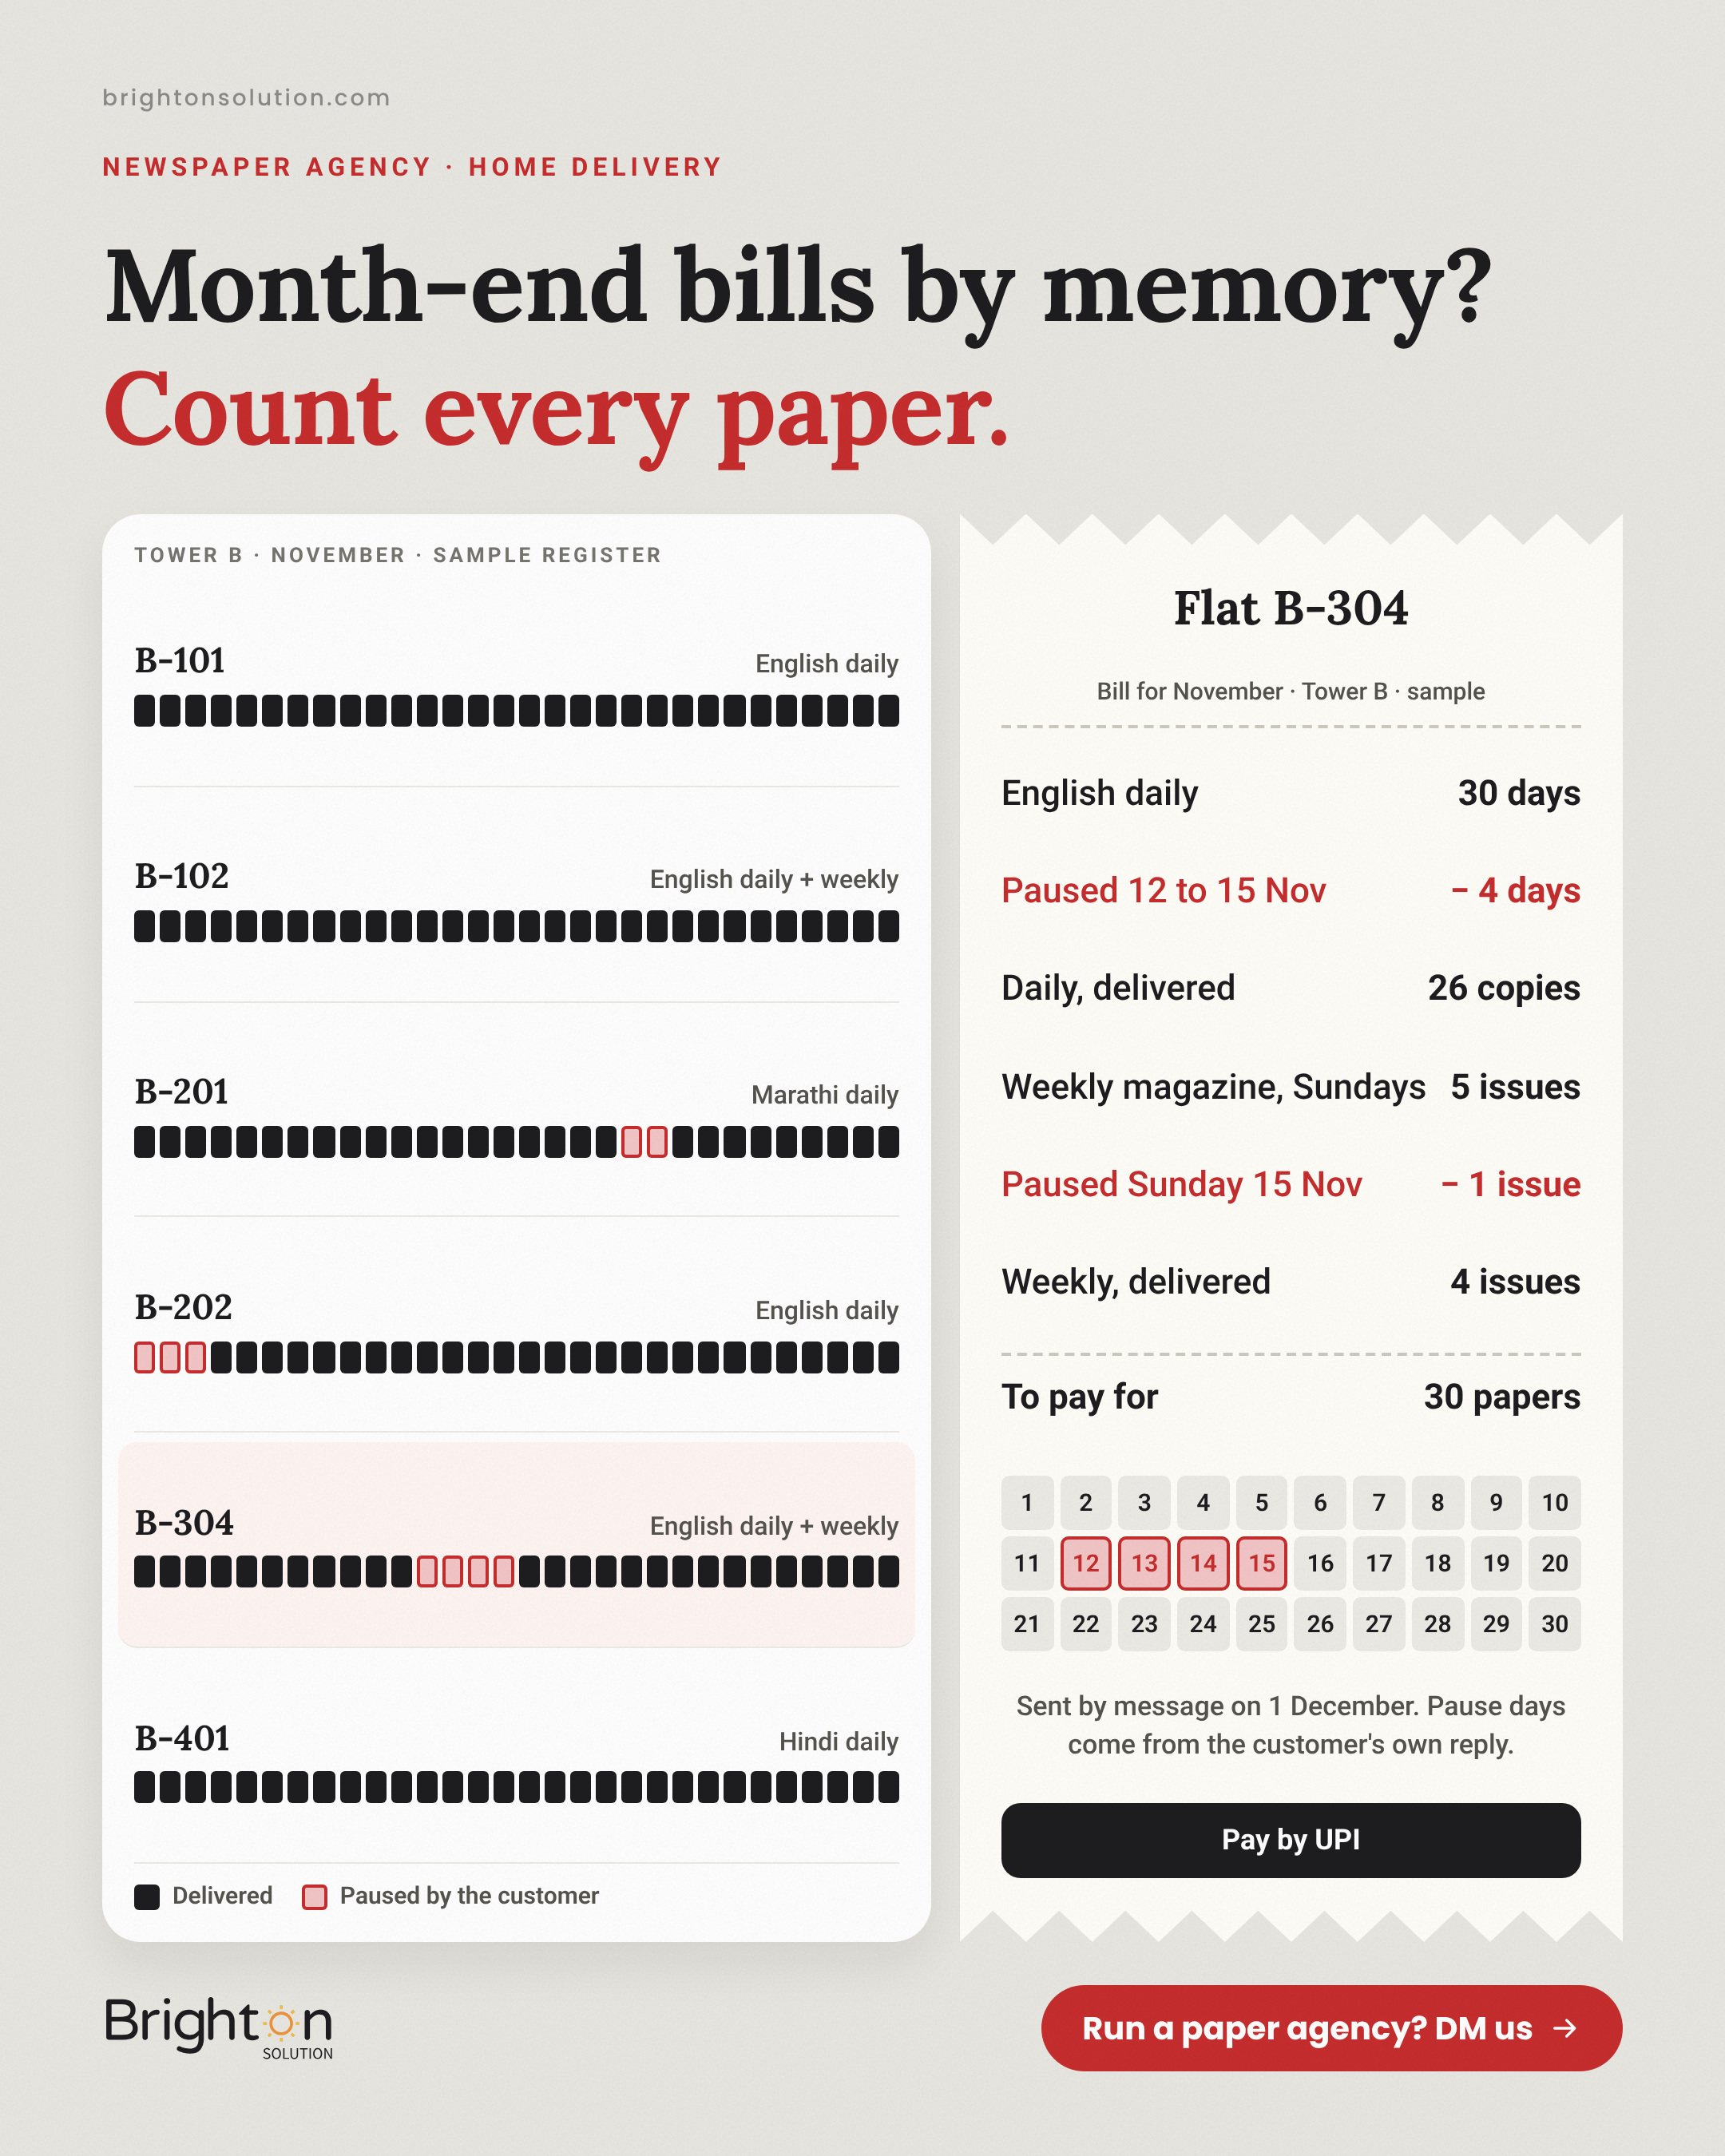 brightonsolution.com
NEWSPAPER AGENCY · HOME DELIVERY
Month-end bills by memory?
Count every paper.
TOWER B · NOVEMBER · SAMPLE REGISTER
B-101 English daily
B-102 English daily + weekly
B-201 Marathi daily
B-202 English daily
B-304 English daily + weekly
B-401 Hindi daily
Delivered Paused by the customer
Flat B-304
Bill for November · Tower B · sample
English daily 30 days
Paused 12 to 15 Nov − 4 days
Daily, delivered 26 copies
Weekly magazine, Sundays 5 issues
Paused Sunday 15 Nov − 1 issue
Weekly, delivered 4 issues
To pay for 30 papers
1 2 3 4 5 6 7 8 9 10
11 12 13 14 15 16 17 18 19 20
21 22 23 24 25 26 27 28 29 30
Sent by message on 1 December. Pause days
come from the customer's own reply.
Pay by UPI
Brighton
SOLUTION
Run a paper agency? DM us →